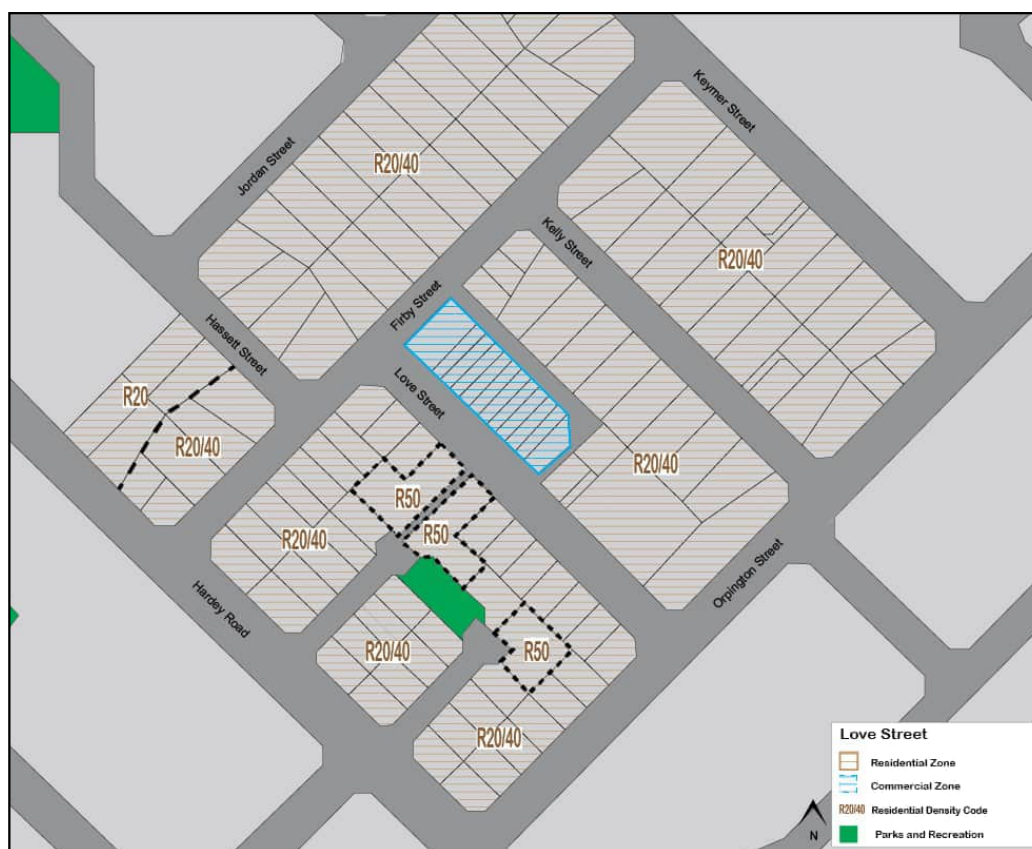 Keymer Street
Jordan Street
R20/40
Kelly Street
R20/40
Firby Street
Hassett Street
Love Street
R20
R20/40
R20/40
R50
R50
R20/40
Orpington Street
Hardey Road
R20/40
R50
R20/40
Love Street
Residential Zone
Commercial Zone
R20/40 Residential Density Code
Parks and Recreation
N